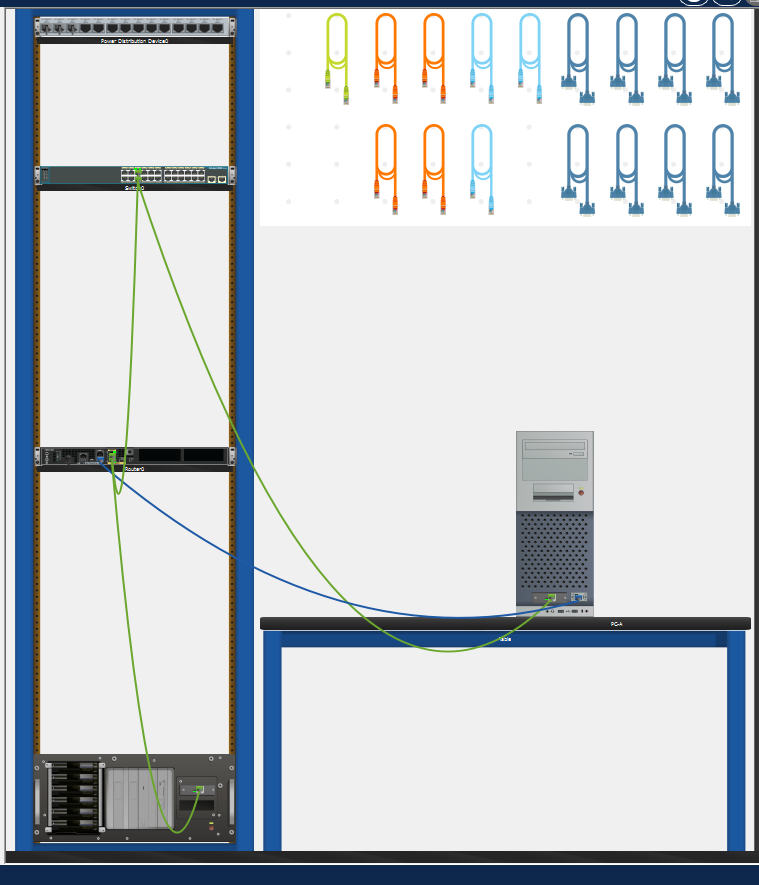 Power Distribution Device0
Switch0
Router0
PC-A
Table